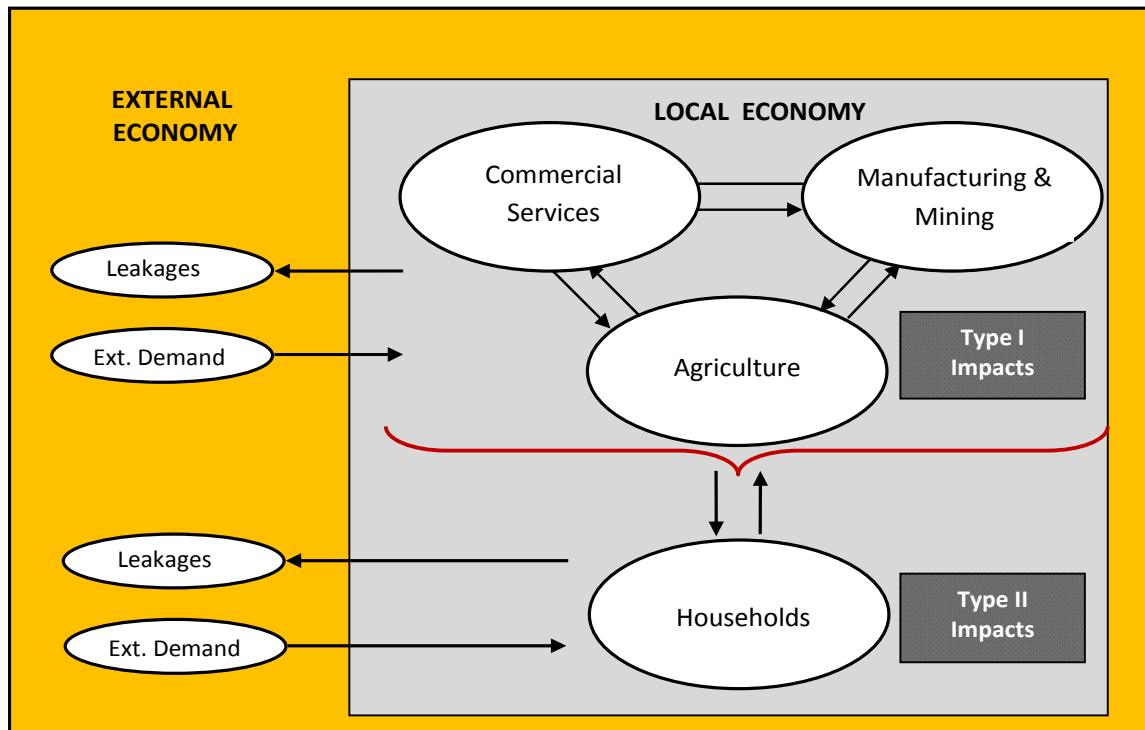 EXTERNAL
ECONOMY
LOCAL ECONOMY
Commercial
Services
Manufacturing &
Mining
Leakages
Ext. Demand
Agriculture
Type I
Impacts
Leakages
Ext. Demand
Households
Type II
Impacts